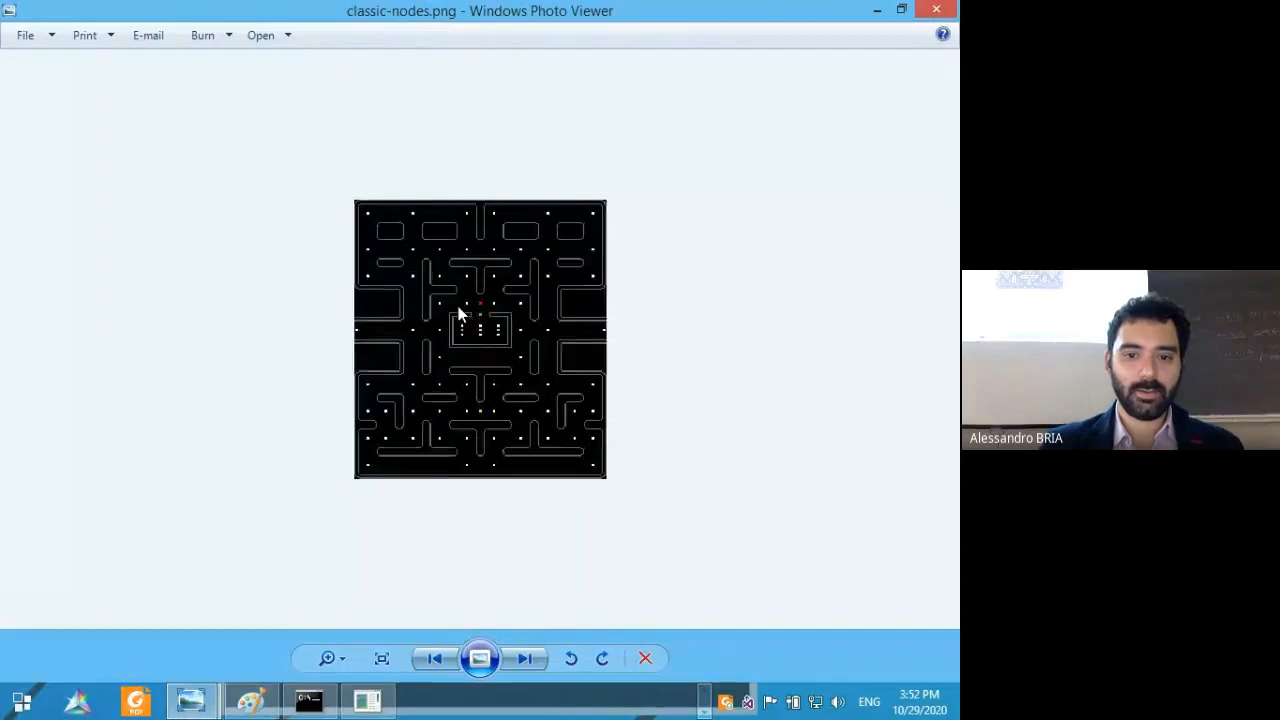 classic-nodes.png - Windows Photo Viewer
File Print E-mail Burn Open
Alessandro BRIA
PDF
C:\
ENG
3:52 PM
10/29/2020